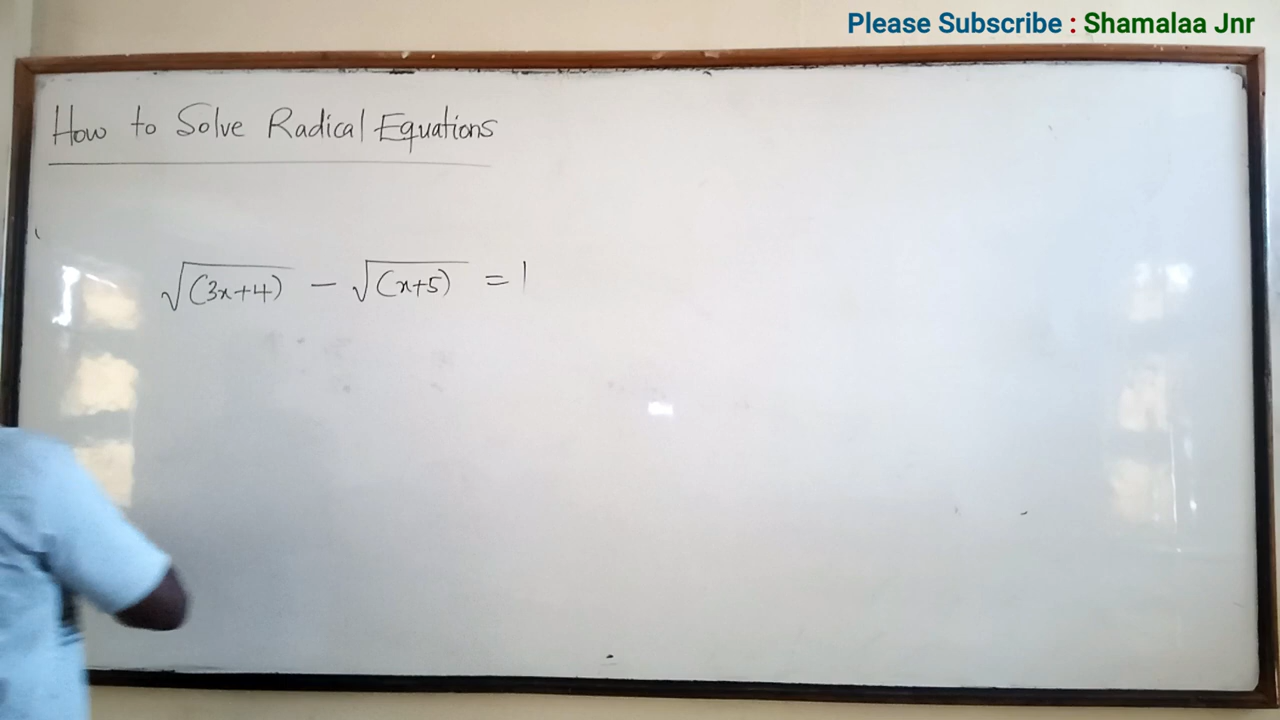 Please Subscribe : Shamalaa Jnr
How to Solve Radical Equations
√(3x+4) − √(x+5) = 1